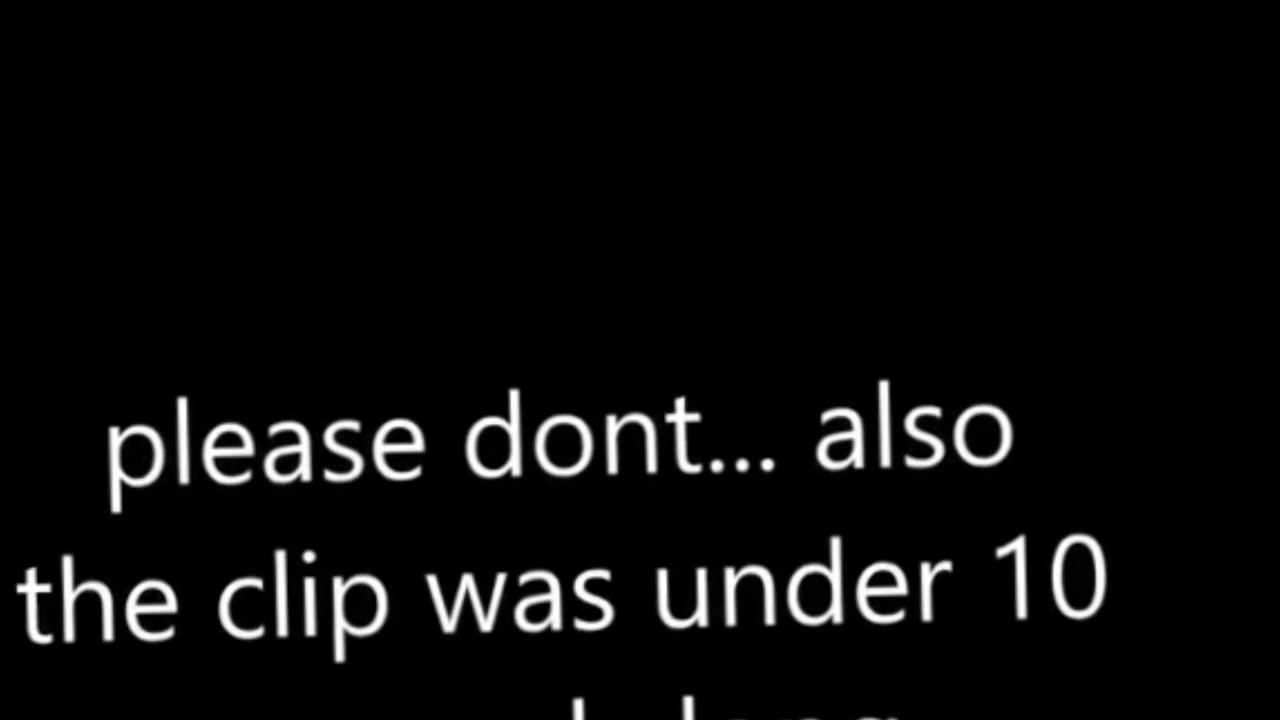 please dont... also
the clip was under 10